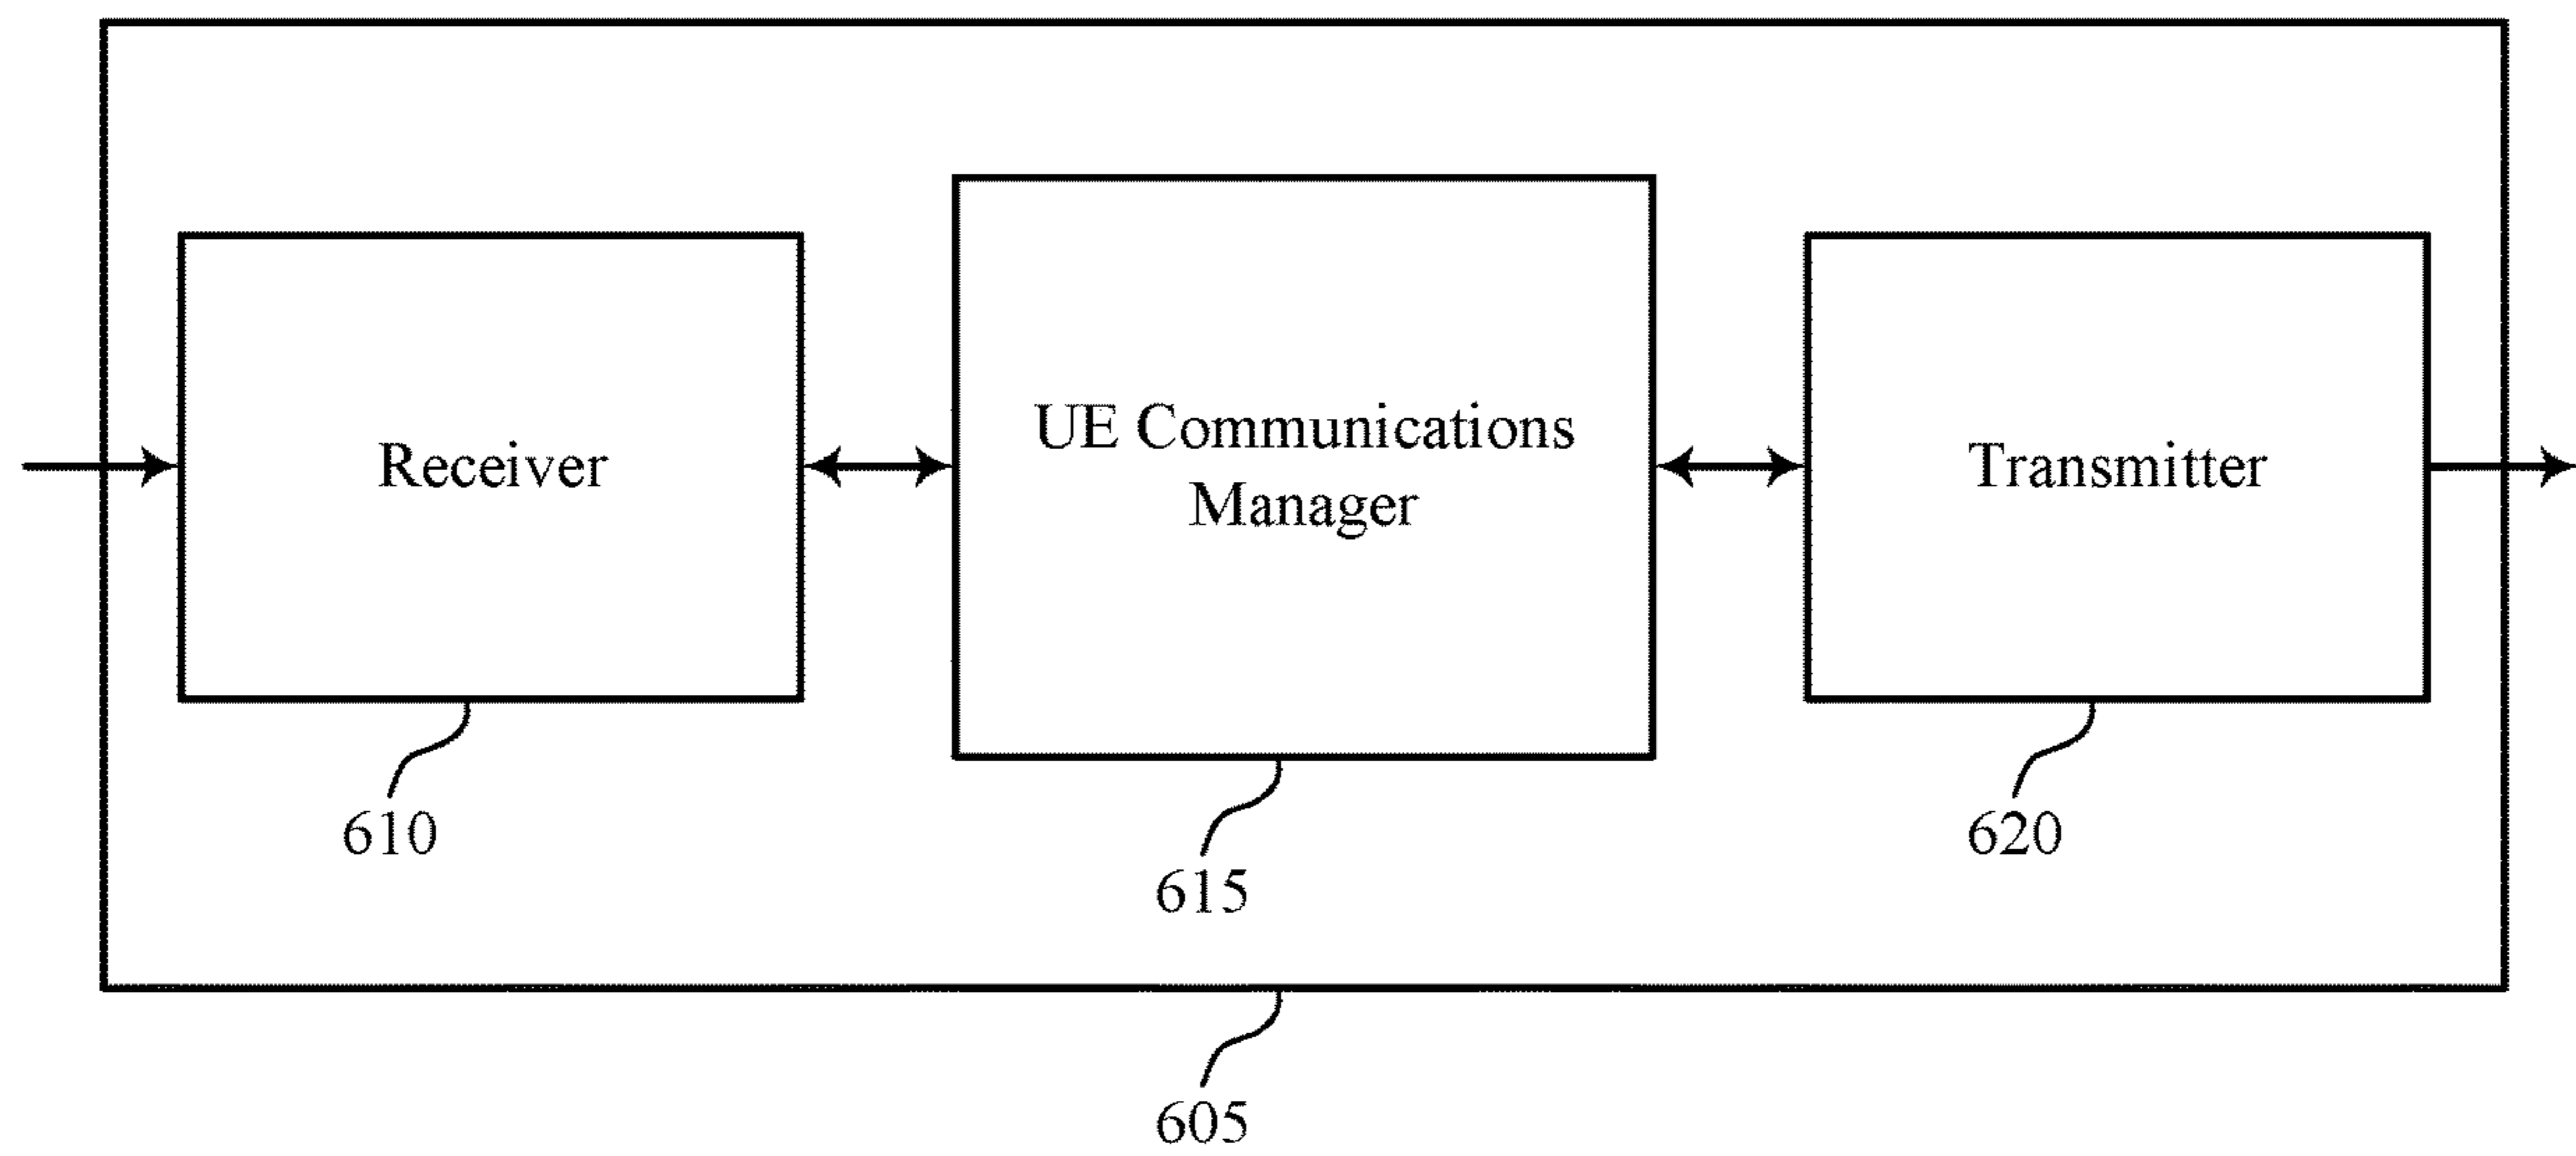 Receiver
UE Communications
Manager
Transmitter
610
615
620
605